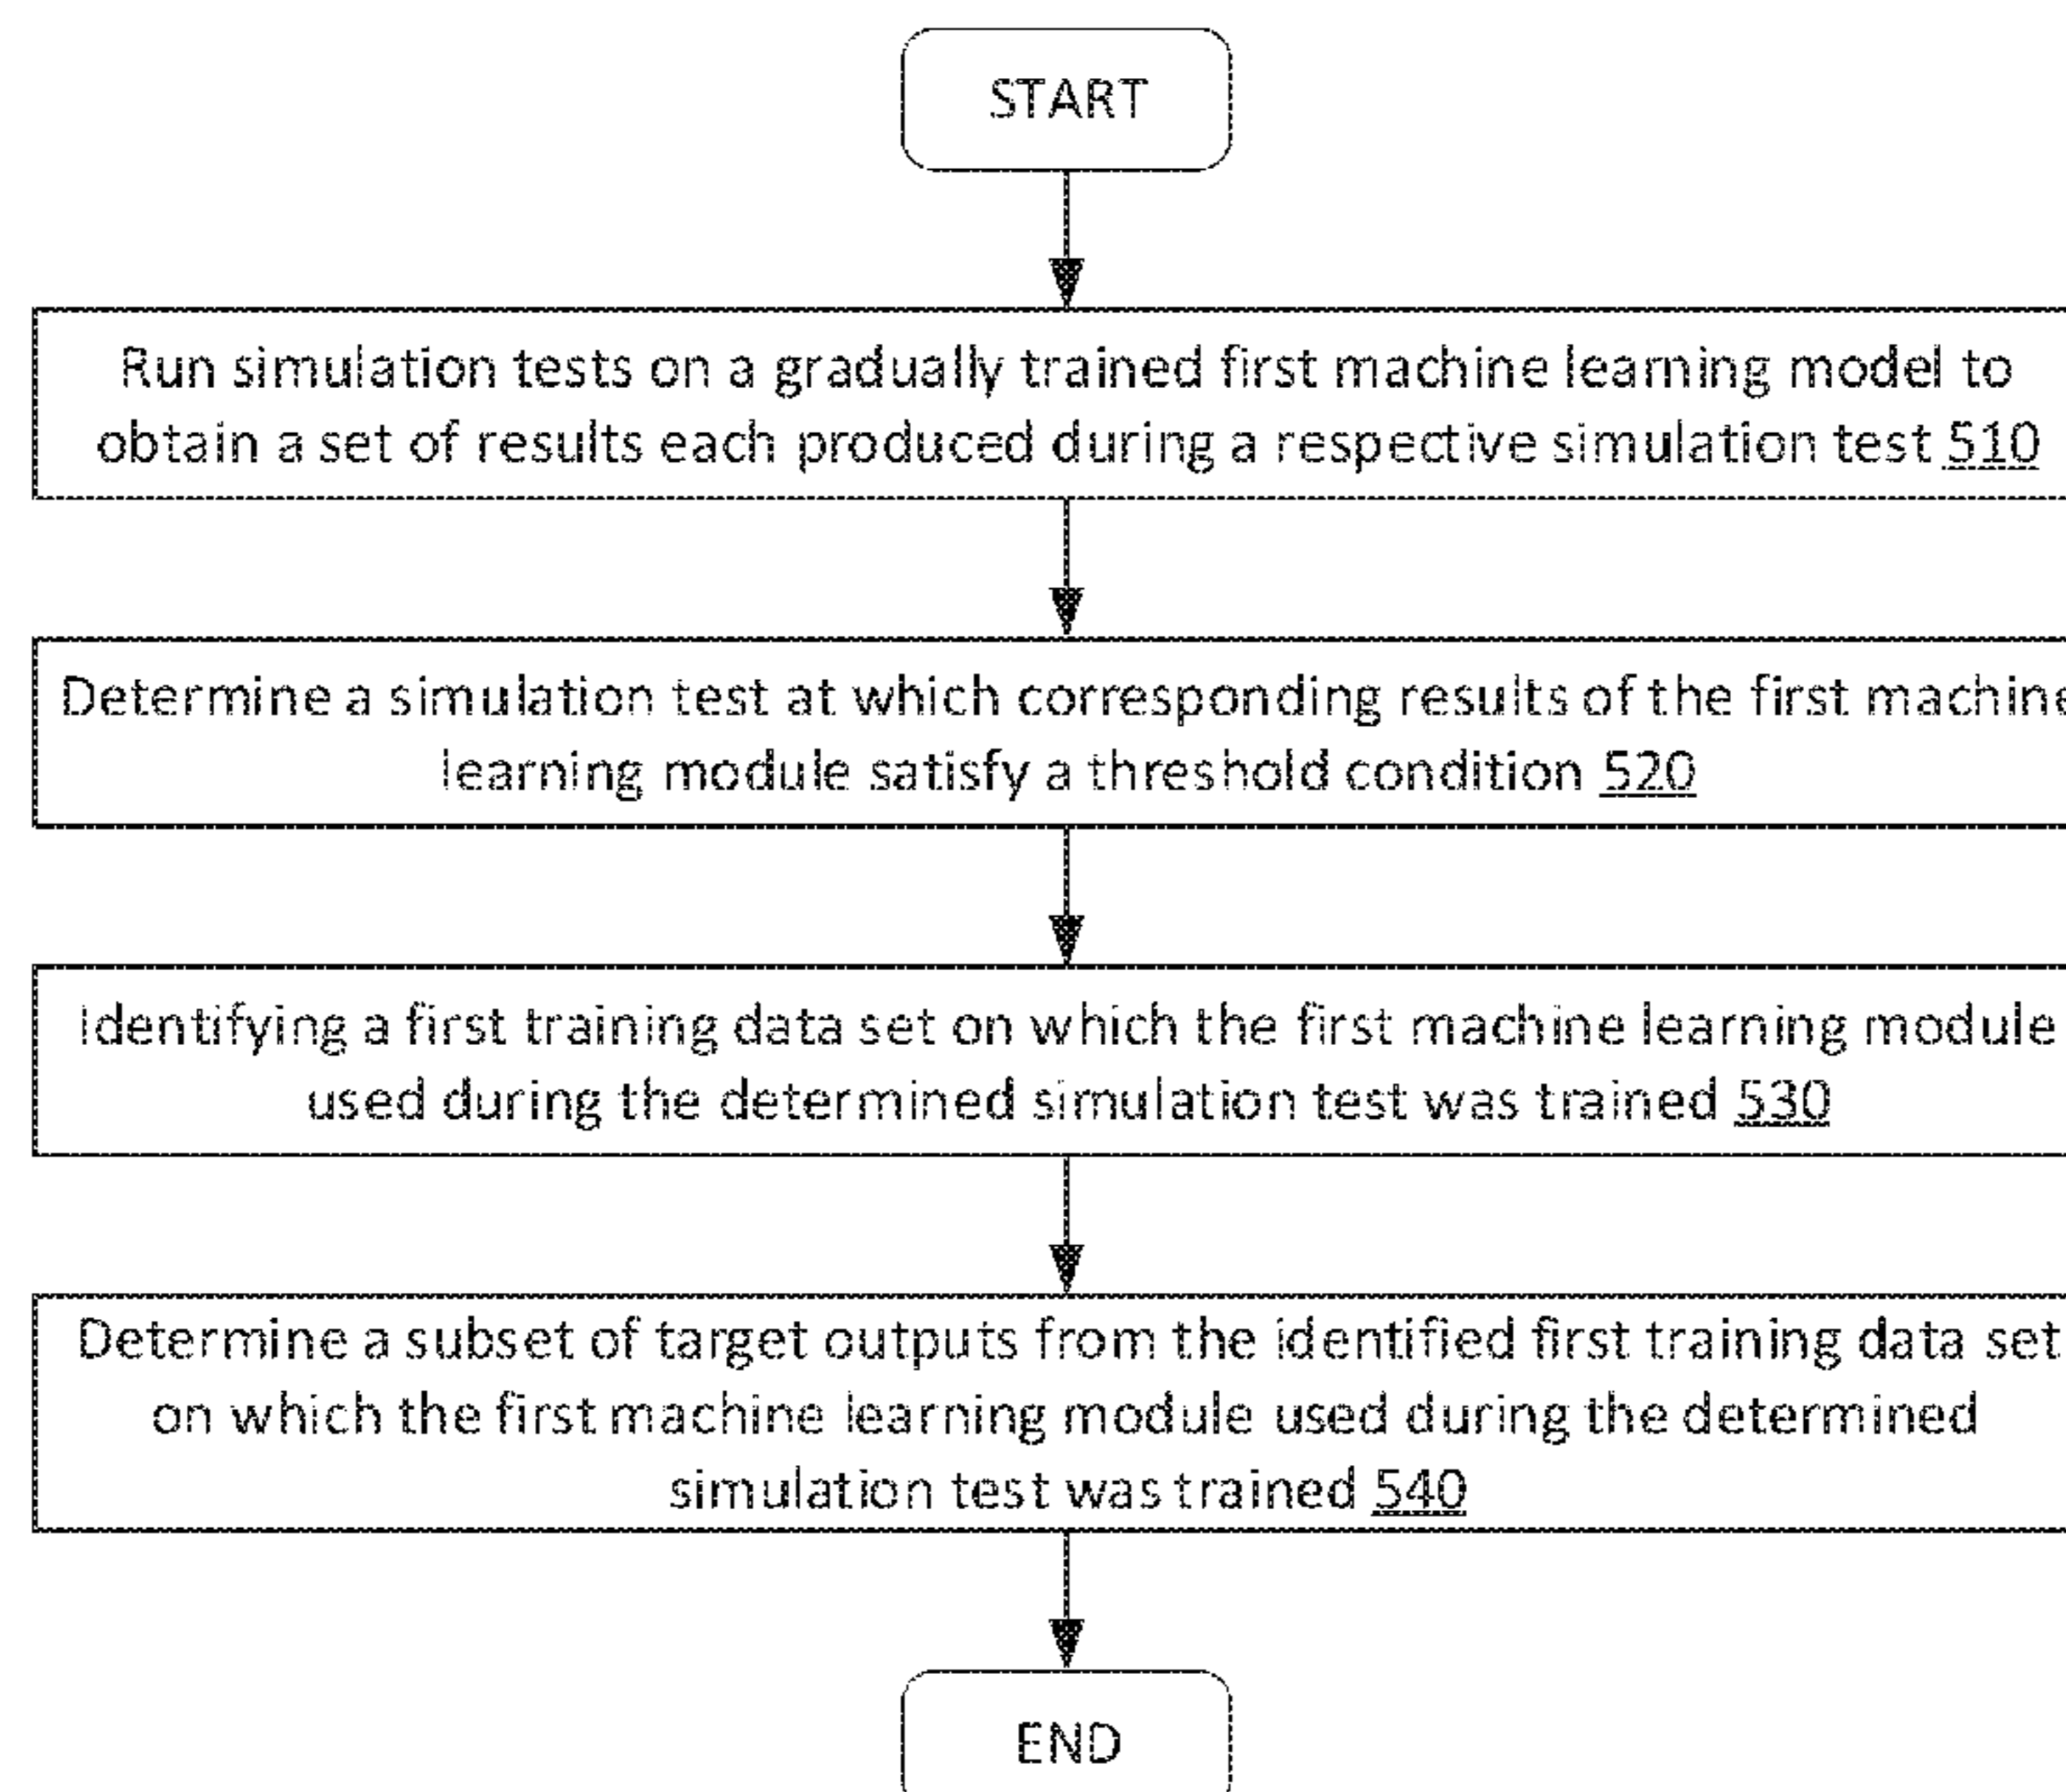 START
Run simulation tests on a gradually trained first machine learning model to
obtain a set of results each produced during a respective simulation test 510
Determine a simulation test at which corresponding results of the first machine
learning module satisfy a threshold condition 520
Identifying a first training data set on which the first machine learning module
used during the determined simulation test was trained 530
Determine a subset of target outputs from the identified first training data set
on which the first machine learning module used during the determined
simulation test was trained 540
END